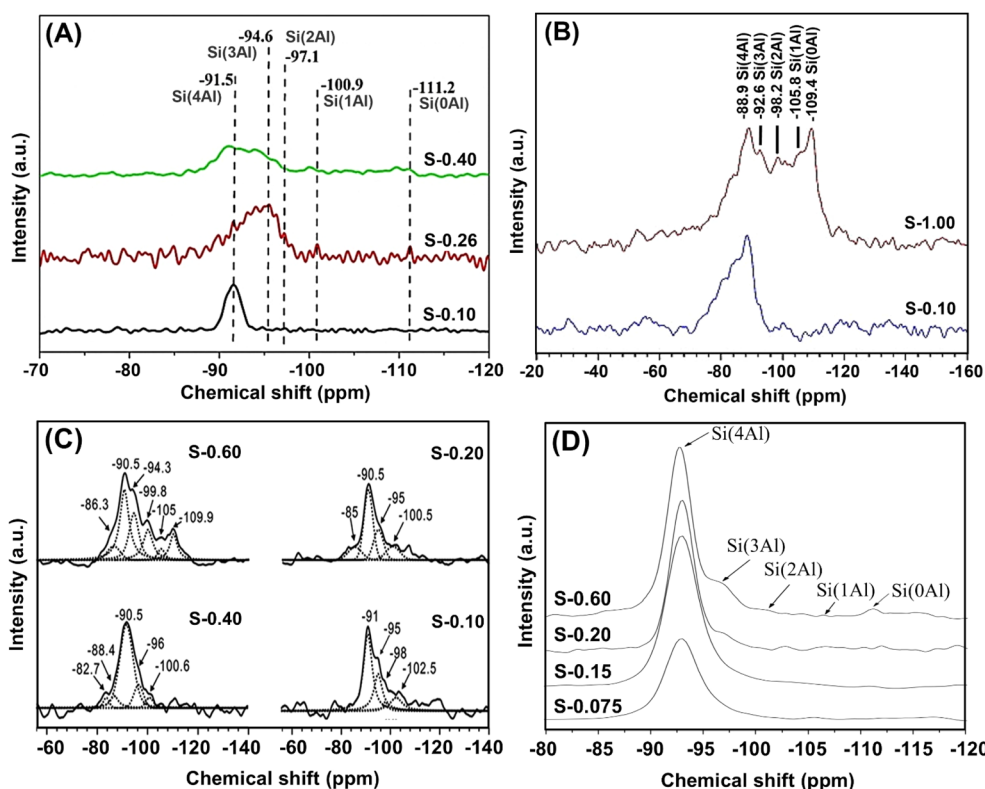 (A)
-94.6
Si(2Al)
Si(3Al)
-97.1
-91.5
-100.9
-111.2
Si(4Al)
Si(1Al)
Si(0Al)
S-0.40
S-0.26
S-0.10
Intensity (a.u.)
-70 -80 -90 -100 -110 -120
Chemical shift (ppm)
(B)
-88.9 Si(4Al)
-92.6 Si(3Al)
-98.2 Si(2Al)
-105.8 Si(1Al)
-109.4 Si(0Al)
S-1.00
S-0.10
Intensity (a.u.)
-20 -40 -60 -80 -100 -120 -140 -160
Chemical shift (ppm)
(C)
S-0.60
-90.5
-94.3
-86.3
-99.8
-105
-109.9
S-0.20
-90.5
-95
-85
-100.5
S-0.40
-90.5
-88.4
-96
-82.7
-100.6
S-0.10
-91
-95
-98
-102.5
Intensity (a.u.)
-60 -80 -100 -120 -140
-60 -80 -100 -120 -140
Chemical shift (ppm)
(D)
Si(4Al)
Si(3Al)
Si(2Al)
Si(1Al)
Si(0Al)
S-0.60
S-0.20
S-0.15
S-0.075
Intensity (a.u.)
-80 -85 -90 -95 -100 -105 -110 -115 -120
Chemical shift (ppm)